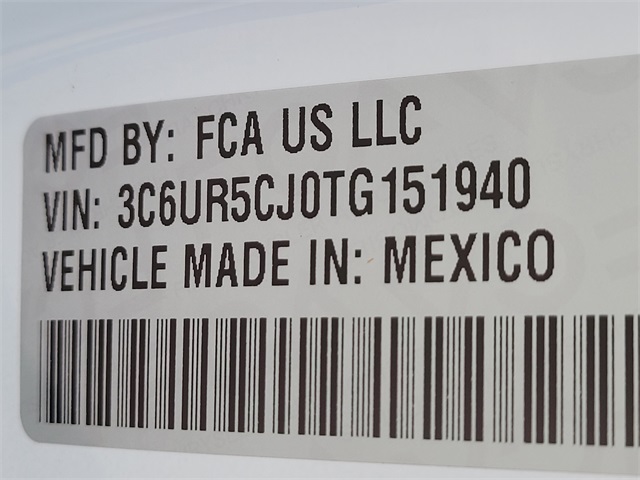 MFD BY: FCA US LLC
VIN: 3C6UR5CJ0TG151940
VEHICLE MADE IN: MEXICO